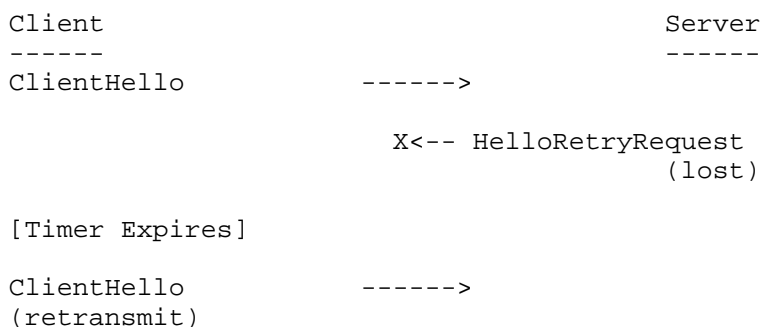 Client                                   Server
------                                   ------
ClientHello           ------>

                        X<-- HelloRetryRequest
                                         (lost)

[Timer Expires]

ClientHello           ------>
(retransmit)